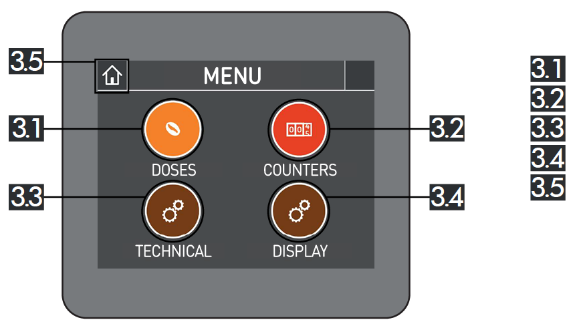 3.5
MENU
3.1
3.2
DOSES
COUNTERS
3.3
3.4
TECHNICAL
DISPLAY
3.1
3.2
3.3
3.4
3.5